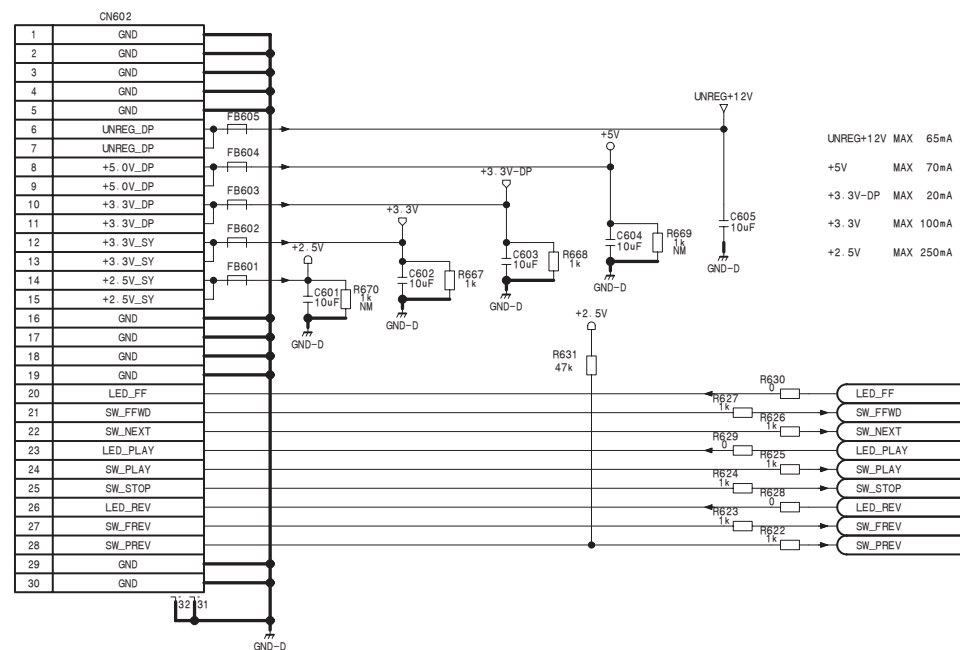 CN602
1 GND
2 GND
3 GND
4 GND
5 GND
6 UNREG_DP
7 UNREG_DP
8 +5.0V_DP
9 +5.0V_DP
10 +3.3V_DP
11 +3.3V_DP
12 +3.3V_SY
13 +3.3V_SY
14 +2.5V_SY
15 +2.5V_SY
16 GND
17 GND
18 GND
19 GND
20 LED_FF
21 SW_FFWD
22 SW_NEXT
23 LED_PLAY
24 SW_PLAY
25 SW_STOP
26 LED_REV
27 SW_FREV
28 SW_PREV
29 GND
30 GND
32 31
GND-D
FB605
FB604
FB603
FB602
FB601
+2.5V
C601
10uF
R670
1k
NM
GND-D
+3.3V
C602
10uF
R667
1k
GND-D
+3.3V-DP
C603
10uF
R668
1k
GND-D
+5V
C604
10uF
R669
1k
NM
GND-D
UNREG+12V
C605
10uF
GND-D
UNREG+12V MAX 65mA
+5V MAX 70mA
+3.3V-DP MAX 20mA
+3.3V MAX 100mA
+2.5V MAX 250mA
+2.5V
R631
47k
R630
0
LED_FF
R627
1k
SW_FFWD
R626
1k
SW_NEXT
R629
0
LED_PLAY
R625
1k
SW_PLAY
R624
1k
SW_STOP
R628
0
LED_REV
R623
1k
SW_FREV
R622
1k
SW_PREV